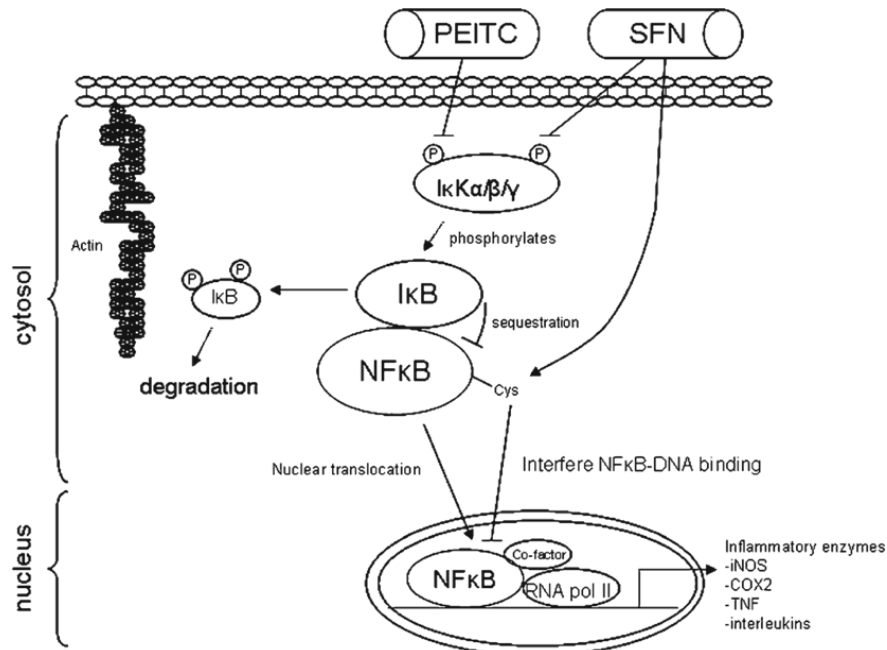 PEITC
SFN
P
P
IκKα/β/γ
phosphorylates
Actin
P
P
IκB
IκB
sequestration
degradation
NFκB
Cys
cytosol
Nuclear translocation
Interfere NFκB-DNA binding
nucleus
Co-factor
NFκB
RNA pol II
Inflammatory enzymes
-iNOS
-COX2
-TNF
-interleukins